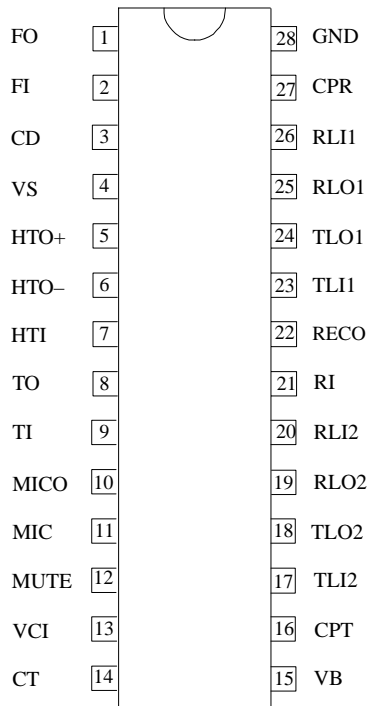 FO 1 28 GND
FI 2 27 CPR
CD 3 26 RLI1
VS 4 25 RLO1
HTO+ 5 24 TLO1
HTO– 6 23 TLI1
HTI 7 22 RECO
TO 8 21 RI
TI 9 20 RLI2
MICO 10 19 RLO2
MIC 11 18 TLO2
MUTE 12 17 TLI2
VCI 13 16 CPT
CT 14 15 VB